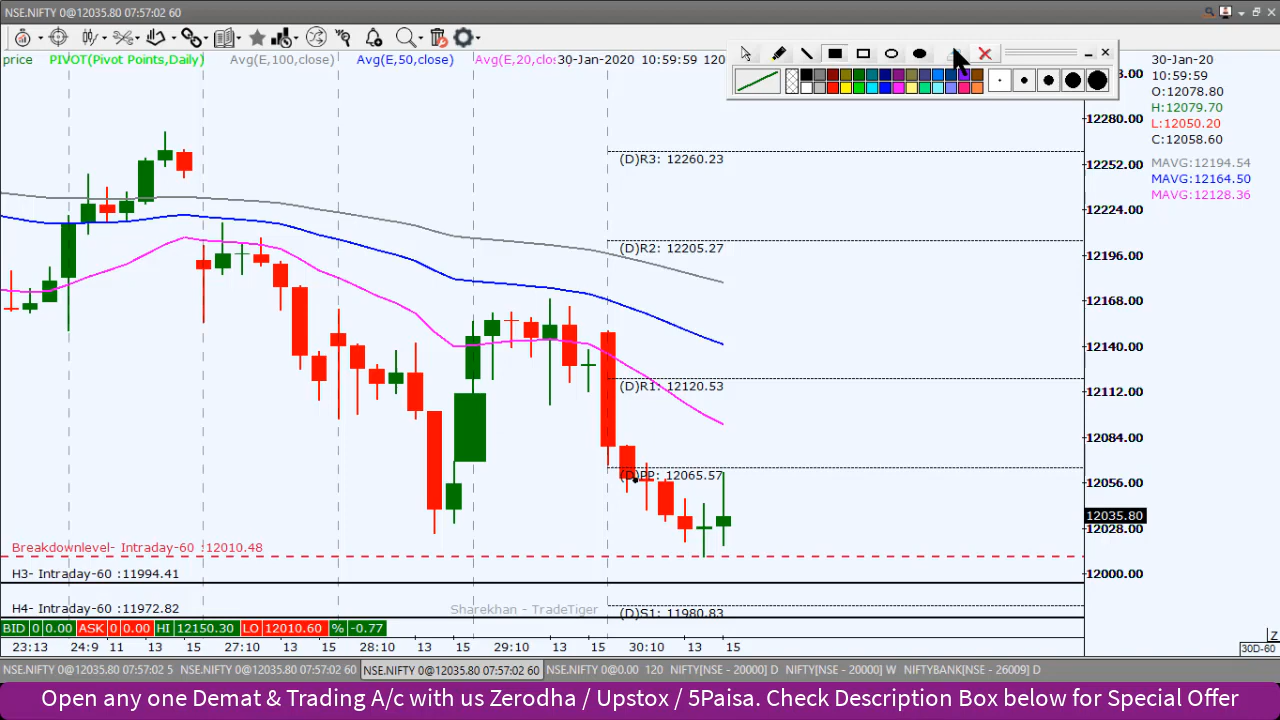 NSE.NIFTY 0@12035.80 07:57:02 60
price PIVOT(Pivot Points,Daily) Avg(E,100,close) Avg(E,50,close) Avg(E,20, 30-Jan-2020 10:59:59 120
30-Jan-20
10:59:59
O:12078.80
H:12079.70
L:12050.20
C:12058.60
MAVG:12194.54
MAVG:12164.50
MAVG:12128.36
12280.00
12252.00
12224.00
12196.00
12168.00
12140.00
12112.00
12084.00
12056.00
12035.80
12028.00
12000.00
(D)R3: 12260.23
(D)R2: 12205.27
(D)R1: 12120.53
(D)PP: 12065.57
Breakdownlevel- Intraday-60 :12010.48
H3- Intraday-60 :11994.41
H4- Intraday-60 :11972.82
Sharekhan - TradeTiger
(D)S1: 11980.83
BID 0 0.00 ASK 0 0.00 HI 12150.30 LO 12010.60 % -0.77
23:13 24:9 11 13 15 27:10 13 15 28:10 13 15 29:10 13 15 30:10 13 15
Z
30D-60
NSE.NIFTY 0@12035.80 07:57:02 5 NSE.NIFTY 0@12035.80 07:57:02 60 NSE.NIFTY 0@12035.80 07:57:02 60 NSE.NIFTY 0@0.00 120 NIFTY[NSE - 20000] D NIFTY[NSE - 20000] W NIFTYBANK[NSE - 26009] D
Open any one Demat & Trading A/c with us Zerodha / Upstox / 5Paisa. Check Description Box below for Special Offer